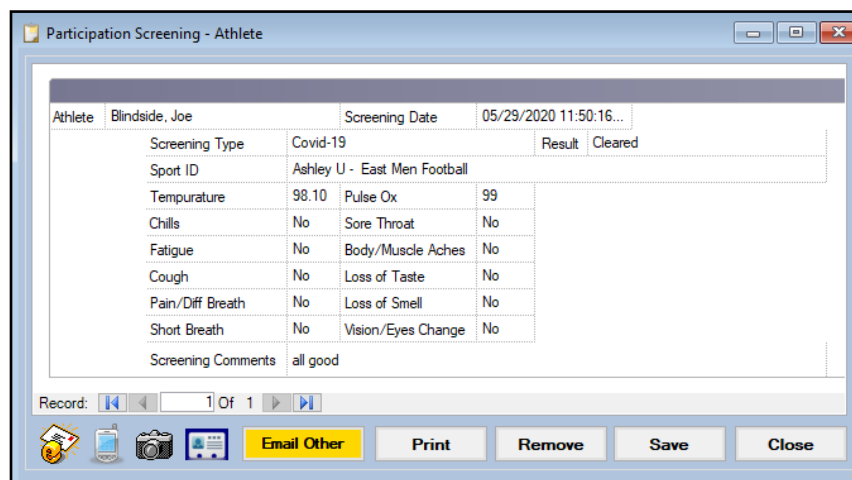 Participation Screening - Athlete
Athlete Blindside, Joe Screening Date 05/29/2020 11:50:16...
Screening Type Covid-19 Result Cleared
Sport ID Ashley U - East Men Football
Tempurature 98.10 Pulse Ox 99
Chills No Sore Throat No
Fatigue No Body/Muscle Aches No
Cough No Loss of Taste No
Pain/Diff Breath No Loss of Smell No
Short Breath No Vision/Eyes Change No
Screening Comments all good
Record: 1 Of 1
Email Other Print Remove Save Close